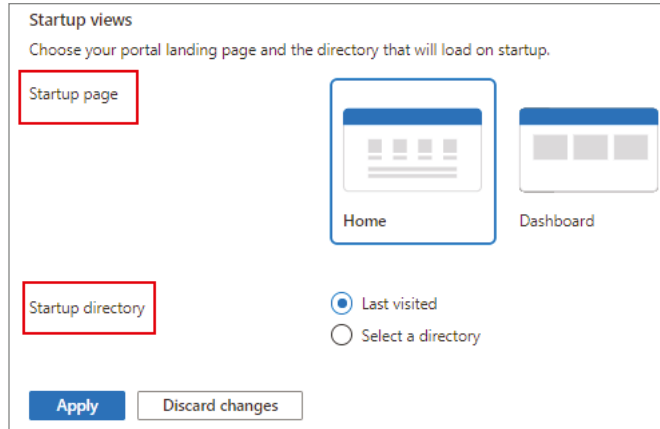 Startup views
Choose your portal landing page and the directory that will load on startup.
Startup page
Home
Dashboard
Startup directory
Last visited
Select a directory
Apply
Discard changes